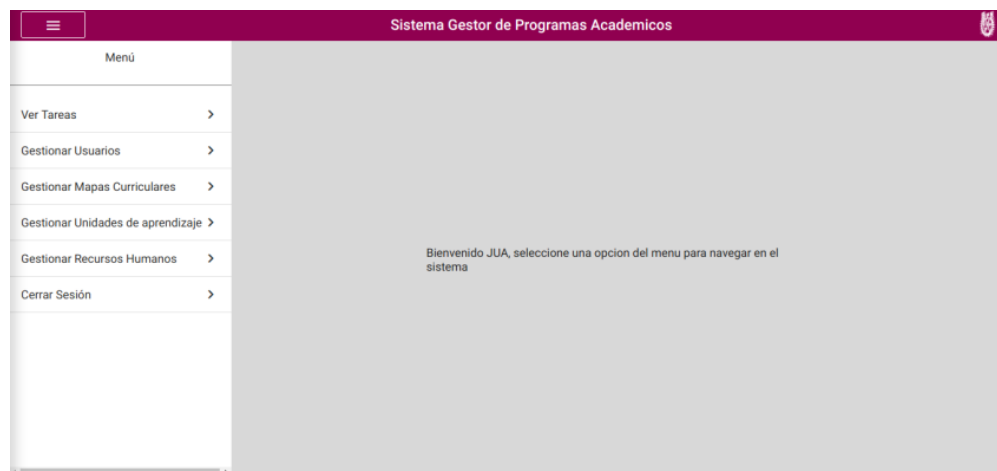 Sistema Gestor de Programas Academicos
Menú
Ver Tareas
Gestionar Usuarios
Gestionar Mapas Curriculares
Gestionar Unidades de aprendizaje
Gestionar Recursos Humanos
Cerrar Sesión
Bienvenido JUA, seleccione una opcion del menu para navegar en el
sistema